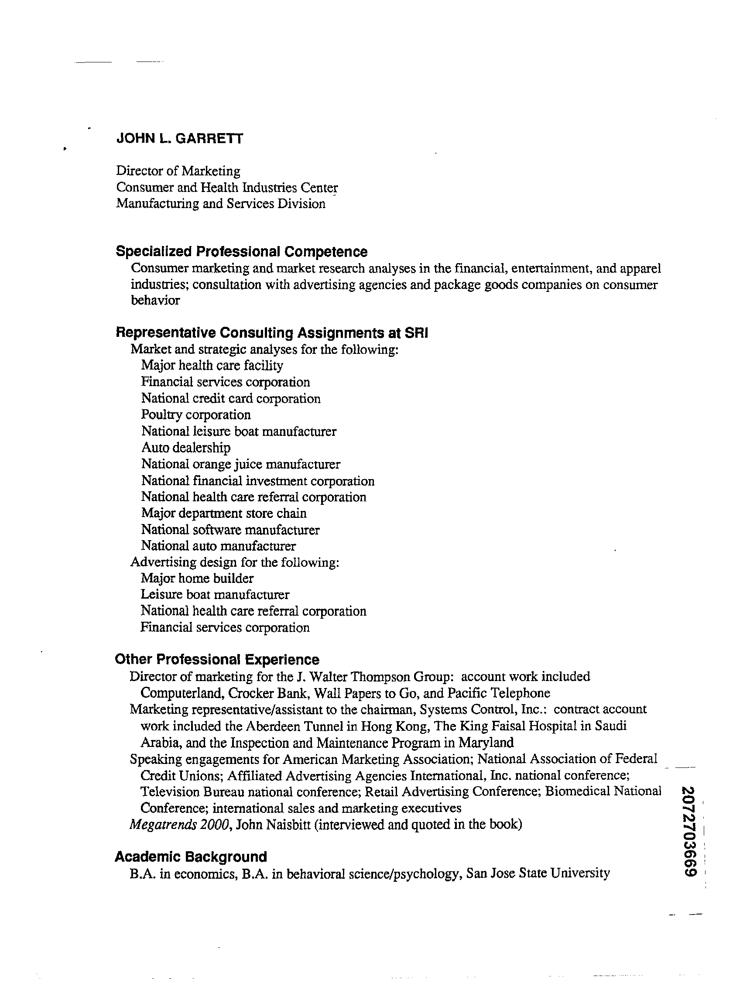 JOHN L. GARRETT
Director of Marketing
Consumer and Health Industries Center
Manufacturing and Services Division
Specialized Professional Competence
Consumer marketing and market research analyses in the financial, entertainment, and apparel
industries; consultation with advertising agencies and package goods companies on consumer
behavior
Representative Consulting Assignments at SRI
Market and strategic analyses for the following:
Major health care facility
Financial services corporation
National credit card corporation
Poultry corporation
National leisure boat manufacturer
Auto dealership
National orange juice manufacturer
National financial investment corporation
National health care referral corporation
Major department store chain
National software manufacturer
National auto manufacturer
Advertising design for the following:
Major home builder
Leisure boat manufacturer
National health care referral corporation
Financial services corporation
Other Professional Experience
Director of marketing for the J. Walter Thompson Group: account work included
Computerland, Crocker Bank, Wall Papers to Go, and Pacific Telephone
Marketing representative/assistant to the chairman, Systems Control, Inc.: contract account
work included the Aberdeen Tunnel in Hong Kong, The King Faisal Hospital in Saudi
Arabia, and the Inspection and Maintenance Program in Maryland
Speaking engagements for American Marketing Association; National Association of Federal
Credit Unions; Affiliated Advertising Agencies International, Inc. national conference;
Television Bureau national conference; Retail Advertising Conference; Biomedical National
Conference; international sales and marketing executives
Megatrends 2000, John Naisbitt (interviewed and quoted in the book)
Academic Background
B.A. in economics, B.A. in behavioral science/psychology, San Jose State University
2072703669